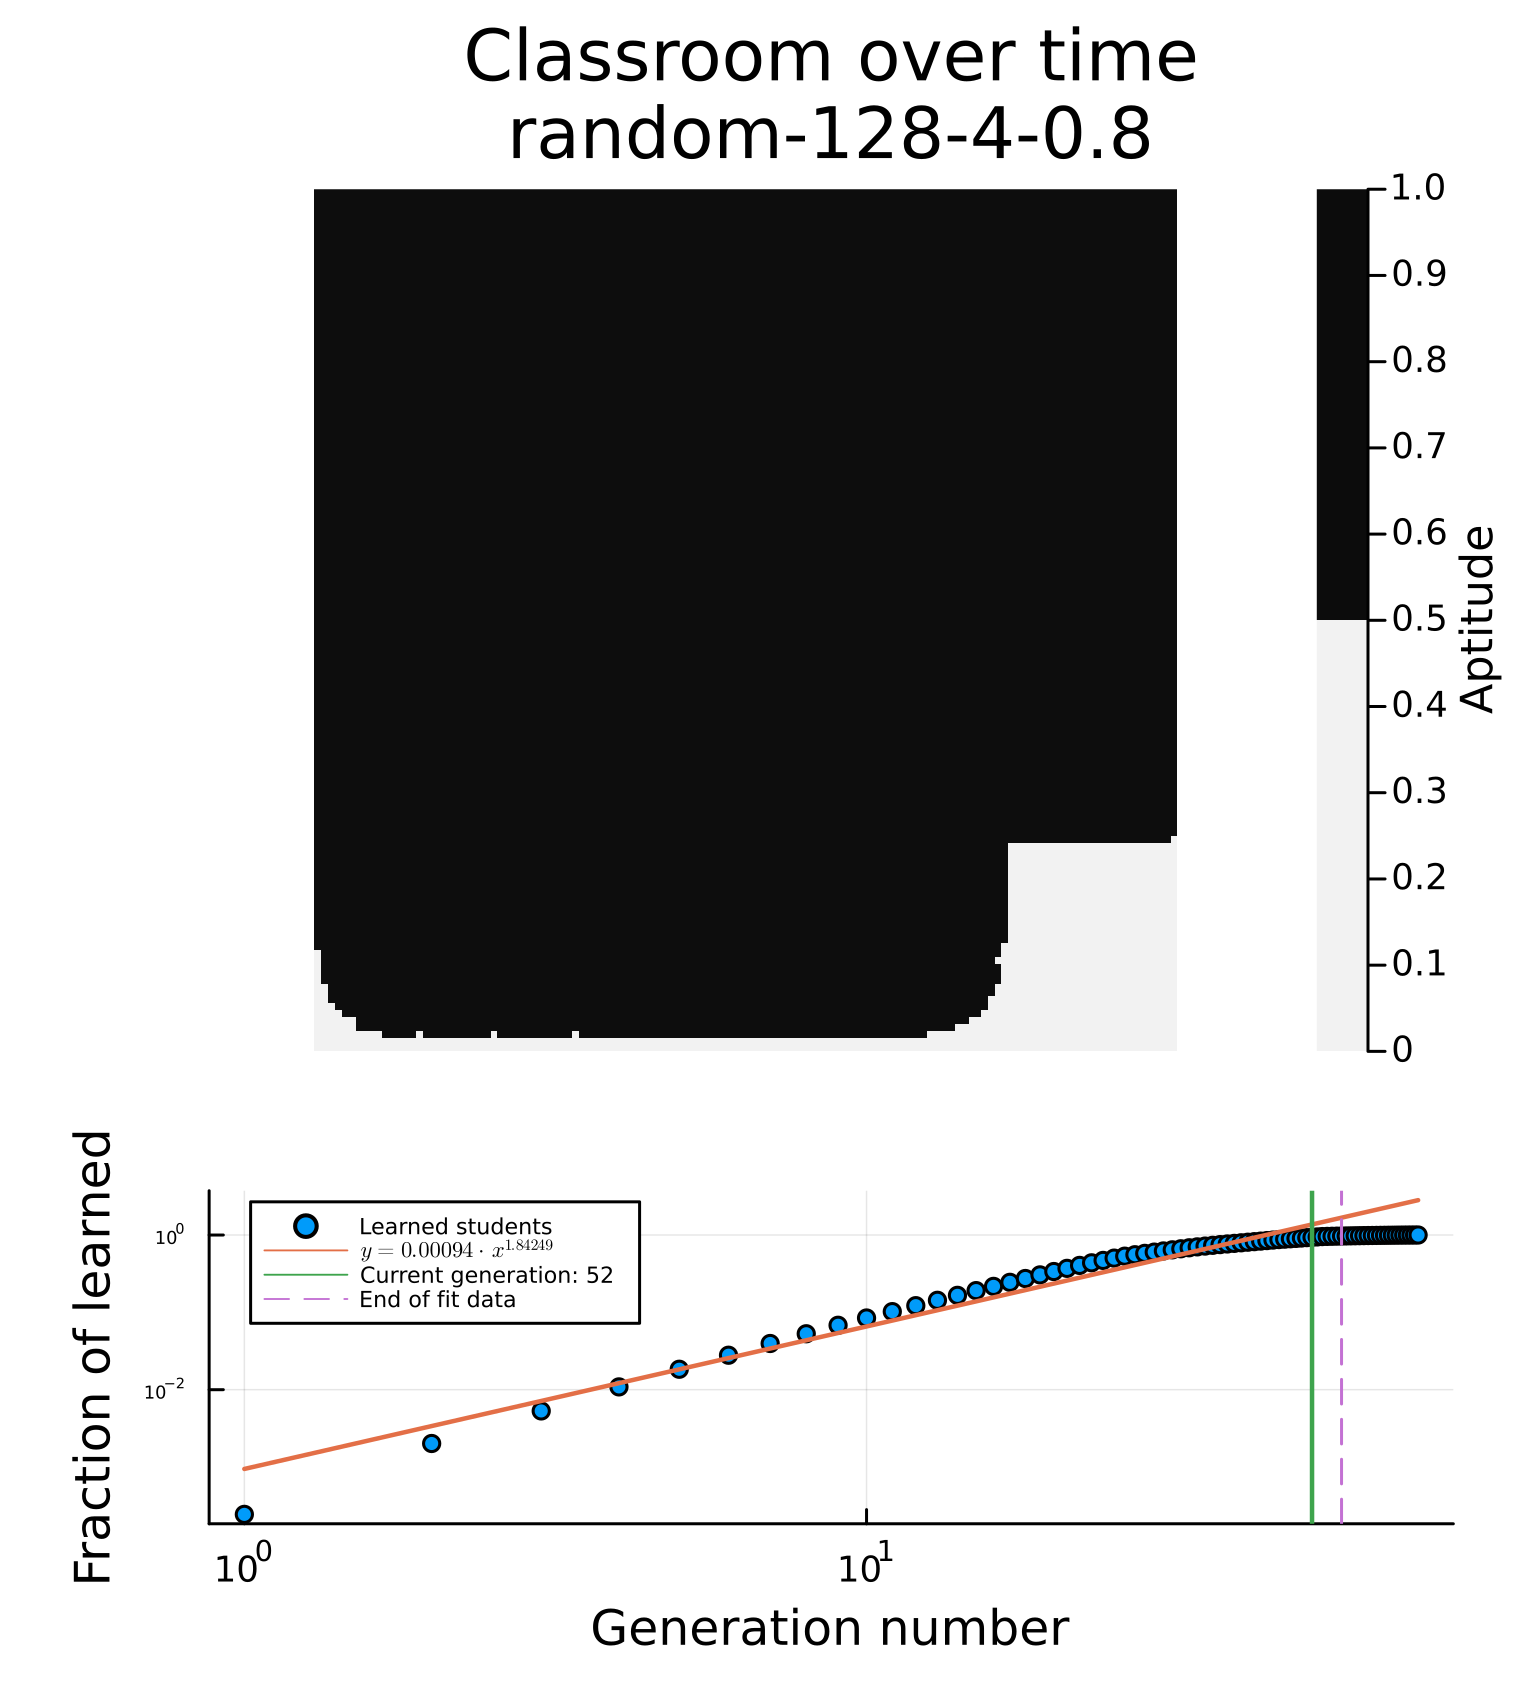 Classroom over time
random-128-4-0.8
1.0
0.9
0.8
0.7
0.6
0.5
0.4
0.3
0.2
0.1
0
Aptitude
Fraction of learned
10^0
10^-2
Learned students
y = 0.00094 · x^1.84249
Current generation: 52
End of fit data
10^0
10^1
Generation number